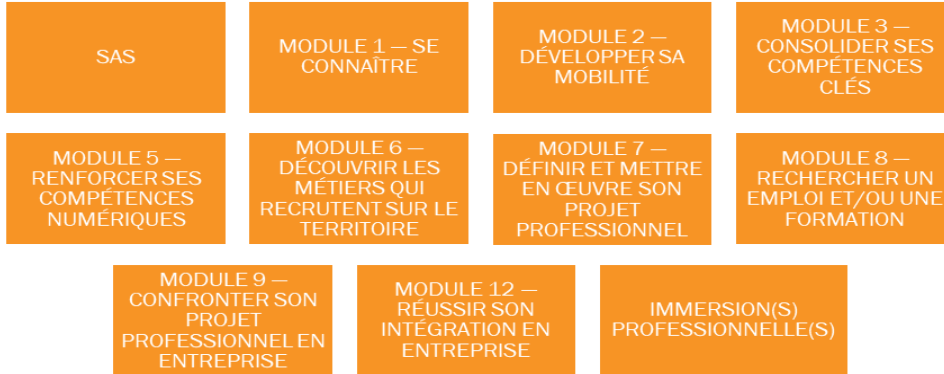 SAS
MODULE 1 — SE
CONNAÎTRE
MODULE 2 —
DÉVELOPPER SA
MOBILITÉ
MODULE 3 —
CONSOLIDER SES
COMPÉTENCES
CLÉS
MODULE 5 —
RENFORCER SES
COMPÉTENCES
NUMÉRIQUES
MODULE 6 —
DÉCOUVRIR LES
MÉTIERS QUI
RECRUTENT SUR LE
TERRITOIRE
MODULE 7 —
DÉFINIR ET METTRE
EN ŒUVRE SON
PROJET
PROFESSIONNEL
MODULE 8 —
RECHERCHER UN
EMPLOI ET/OU UNE
FORMATION
MODULE 9 —
CONFRONTER SON
PROJET
PROFESSIONNEL EN
ENTREPRISE
MODULE 12 —
RÉUSSIR SON
INTÉGRATION EN
ENTREPRISE
IMMERSION(S)
PROFESSIONNELLE(S)